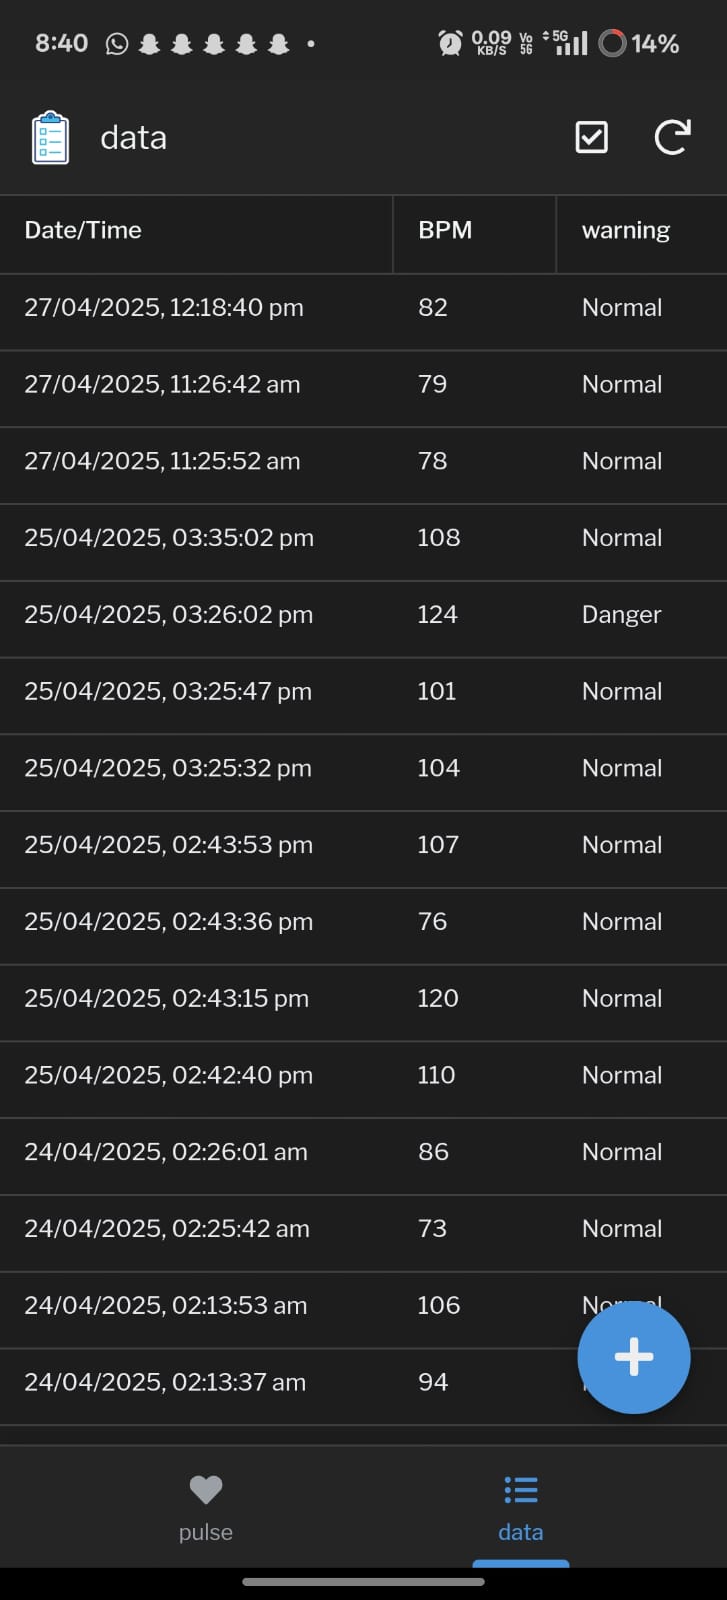 8:40 0.09 KB/S Vo 5G 5G 14%
data
Date/Time BPM warning
27/04/2025, 12:18:40 pm 82 Normal
27/04/2025, 11:26:42 am 79 Normal
27/04/2025, 11:25:52 am 78 Normal
25/04/2025, 03:35:02 pm 108 Normal
25/04/2025, 03:26:02 pm 124 Danger
25/04/2025, 03:25:47 pm 101 Normal
25/04/2025, 03:25:32 pm 104 Normal
25/04/2025, 02:43:53 pm 107 Normal
25/04/2025, 02:43:36 pm 76 Normal
25/04/2025, 02:43:15 pm 120 Normal
25/04/2025, 02:42:40 pm 110 Normal
24/04/2025, 02:26:01 am 86 Normal
24/04/2025, 02:25:42 am 73 Normal
24/04/2025, 02:13:53 am 106 Normal
24/04/2025, 02:13:37 am 94
pulse data